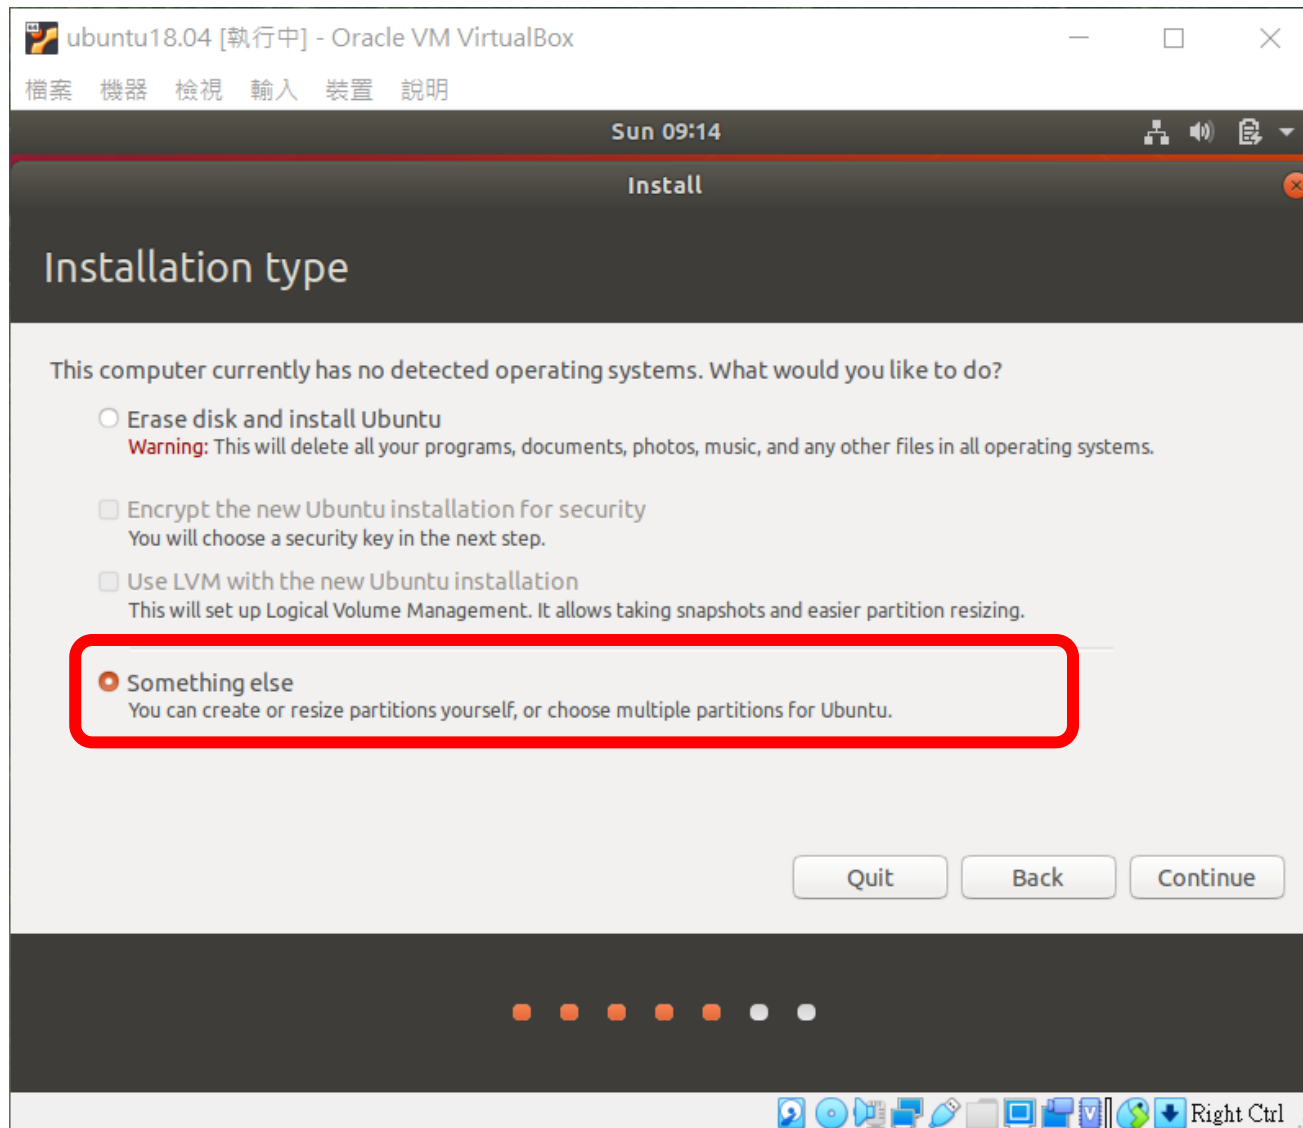 ubuntu18.04 [執行中] - Oracle VM VirtualBox
檔案 機器 檢視 輸入 裝置 說明
Sun 09:14
Install
Installation type
This computer currently has no detected operating systems. What would you like to do?
Erase disk and install Ubuntu
Warning: This will delete all your programs, documents, photos, music, and any other files in all operating systems.
Encrypt the new Ubuntu installation for security
You will choose a security key in the next step.
Use LVM with the new Ubuntu installation
This will set up Logical Volume Management. It allows taking snapshots and easier partition resizing.
Something else
You can create or resize partitions yourself, or choose multiple partitions for Ubuntu.
Quit Back Continue
Right Ctrl